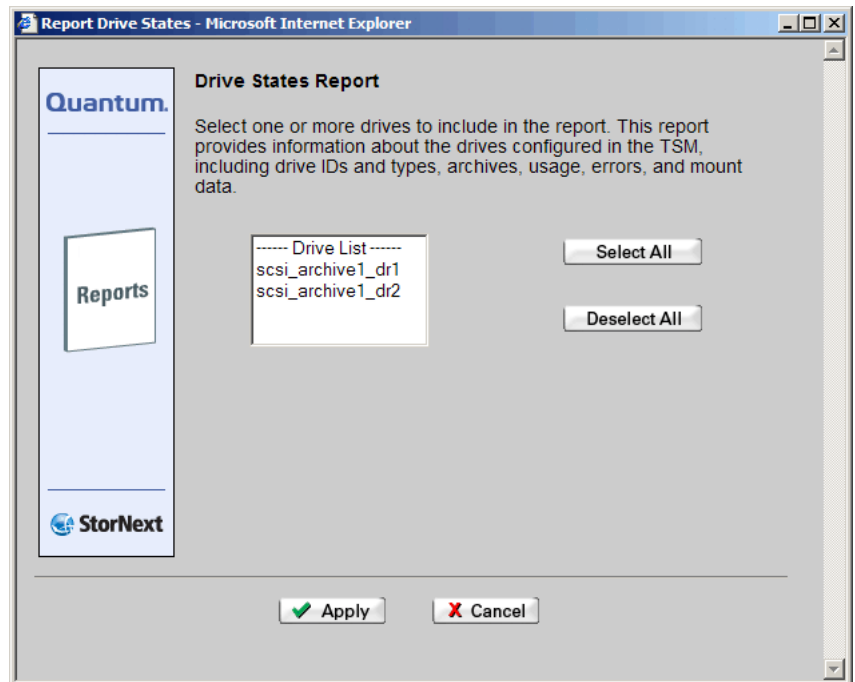 Report Drive States - Microsoft Internet Explorer
Quantum.
Drive States Report
Select one or more drives to include in the report. This report
provides information about the drives configured in the TSM,
including drive IDs and types, archives, usage, errors, and mount
data.
------ Drive List ------
scsi_archive1_dr1
scsi_archive1_dr2
Select All
Deselect All
Reports
StorNext
Apply
Cancel